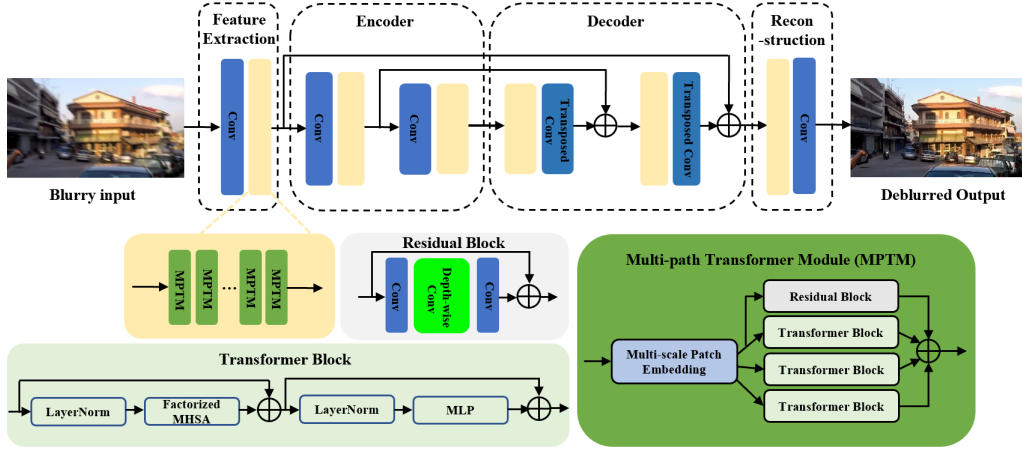 Feature
Extraction
Encoder
Decoder
Recon
-struction
Conv
Conv
Conv
Transposed
Conv
Transposed Conv
Conv
Blurry input
Deblurred Output
MPTM
MPTM
...
MPTM
MPTM
Residual Block
Conv
Depth-wise
Conv
Conv
Multi-path Transformer Module (MPTM)
Multi-scale Patch
Embedding
Residual Block
Transformer Block
Transformer Block
Transformer Block
Transformer Block
LayerNorm
Factorized
MHSA
LayerNorm
MLP